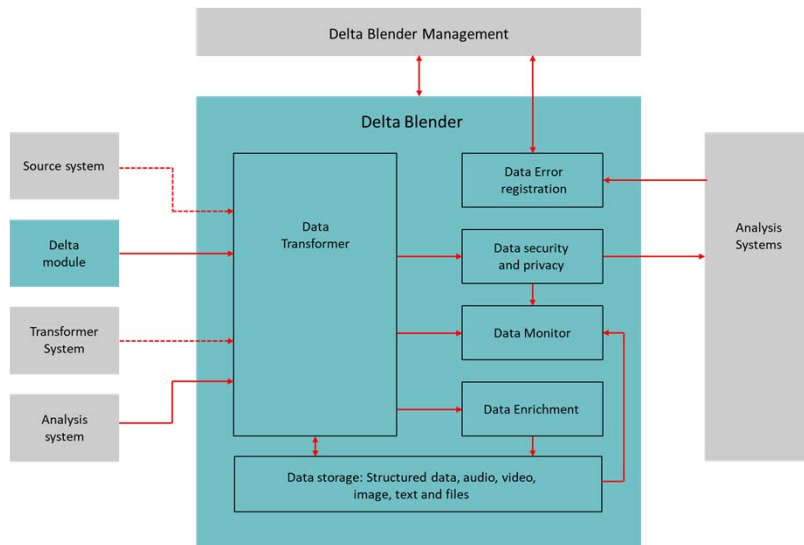 Delta Blender Management
Delta Blender
Source system
Data Error
registration
Data
Transformer
Analysis
Systems
Delta
module
Data security
and privacy
Transformer
System
Data Monitor
Analysis
system
Data Enrichment
Data storage: Structured data, audio, video,
image, text and files